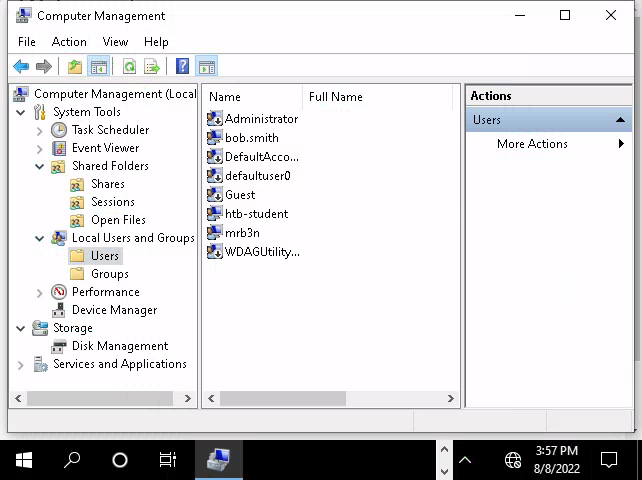 Computer Management
File Action View Help
Computer Management (Local
System Tools
Task Scheduler
Event Viewer
Shared Folders
Shares
Sessions
Open Files
Local Users and Groups
Users
Groups
Performance
Device Manager
Storage
Disk Management
Services and Applications
Name Full Name
Administrator
bob.smith
DefaultAcco...
defaultuser0
Guest
htb-student
mrb3n
WDAGUtility...
Actions
Users
More Actions
3:57 PM
8/8/2022